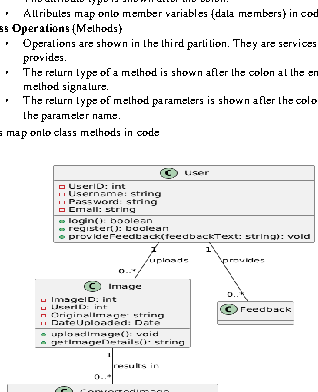 The attribute type is shown after the colon.
• Attributes map onto member variables {data members} in cod
ss Operations {Methods}
• Operations are shown in the third partition. They are services
provides.
• The return type of a method is shown after the colon at the en
method signature.
• The return type of method parameters is shown after the colo
the parameter name.
s map onto class methods in code
C User
UserID: int
Username: string
Password: string
Email: string
login(): boolean
register(): boolean
provideFeedback(feedbackText: string): void
1 1
uploads provides
0..* 0..*
C Image
ImageID: int
UserID: int
OriginalImage: string
DateUploaded: Date
uploadImage(): void
getImageDetails(): string
C Feedback
1
results in
0..*
C ConvertedImage